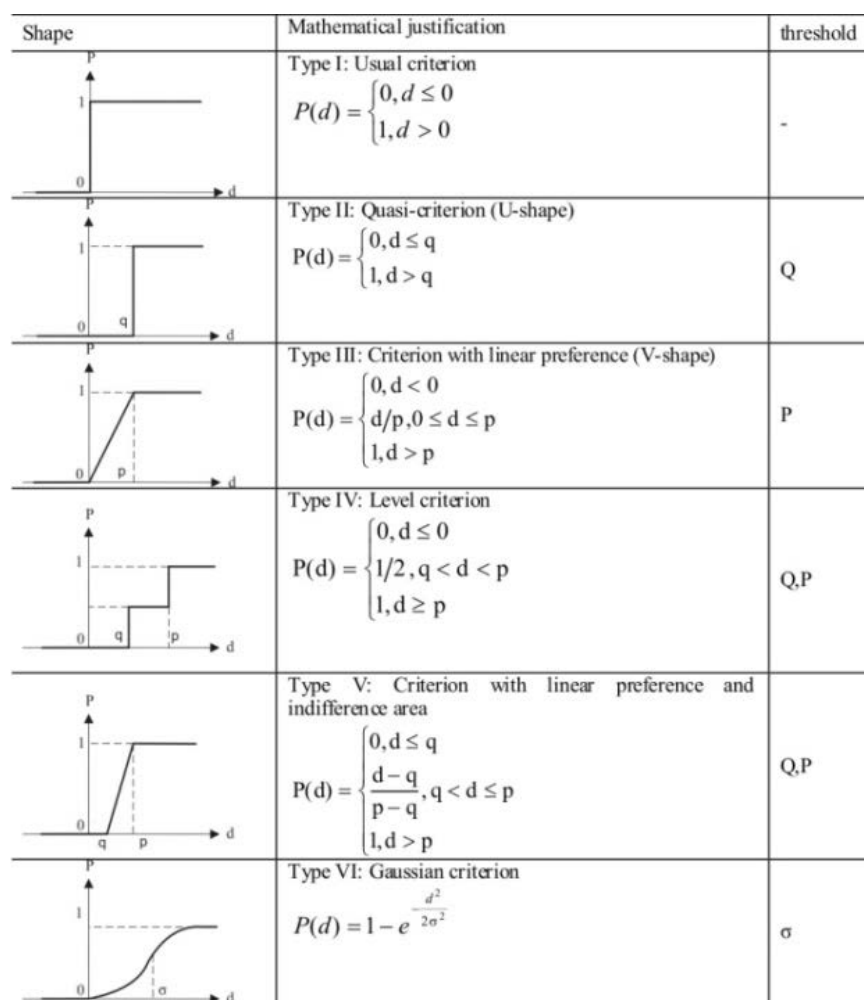 Shape Mathematical justification threshold
P
1
0
d
Type I: Usual criterion
P(d) = {0, d ≤ 0
1, d > 0
-
P
1
0
q
d
Type II: Quasi-criterion (U-shape)
P(d) = {0, d ≤ q
1, d > q
Q
P
1
0
p
d
Type III: Criterion with linear preference (V-shape)
P(d) = {0, d < 0
d/p, 0 ≤ d ≤ p
1, d > p
P
P
1
0
q
p
d
Type IV: Level criterion
P(d) = {0, d ≤ 0
1/2, q < d < p
1, d ≥ p
Q,P
P
1
0
q
p
d
Type V: Criterion with linear preference and
indifference area
P(d) = {0, d ≤ q
(d − q)/(p − q), q < d ≤ p
1, d > p
Q,P
P
1
0
σ
d
Type VI: Gaussian criterion
P(d) = 1 − e^(−d²/2σ²)
σ